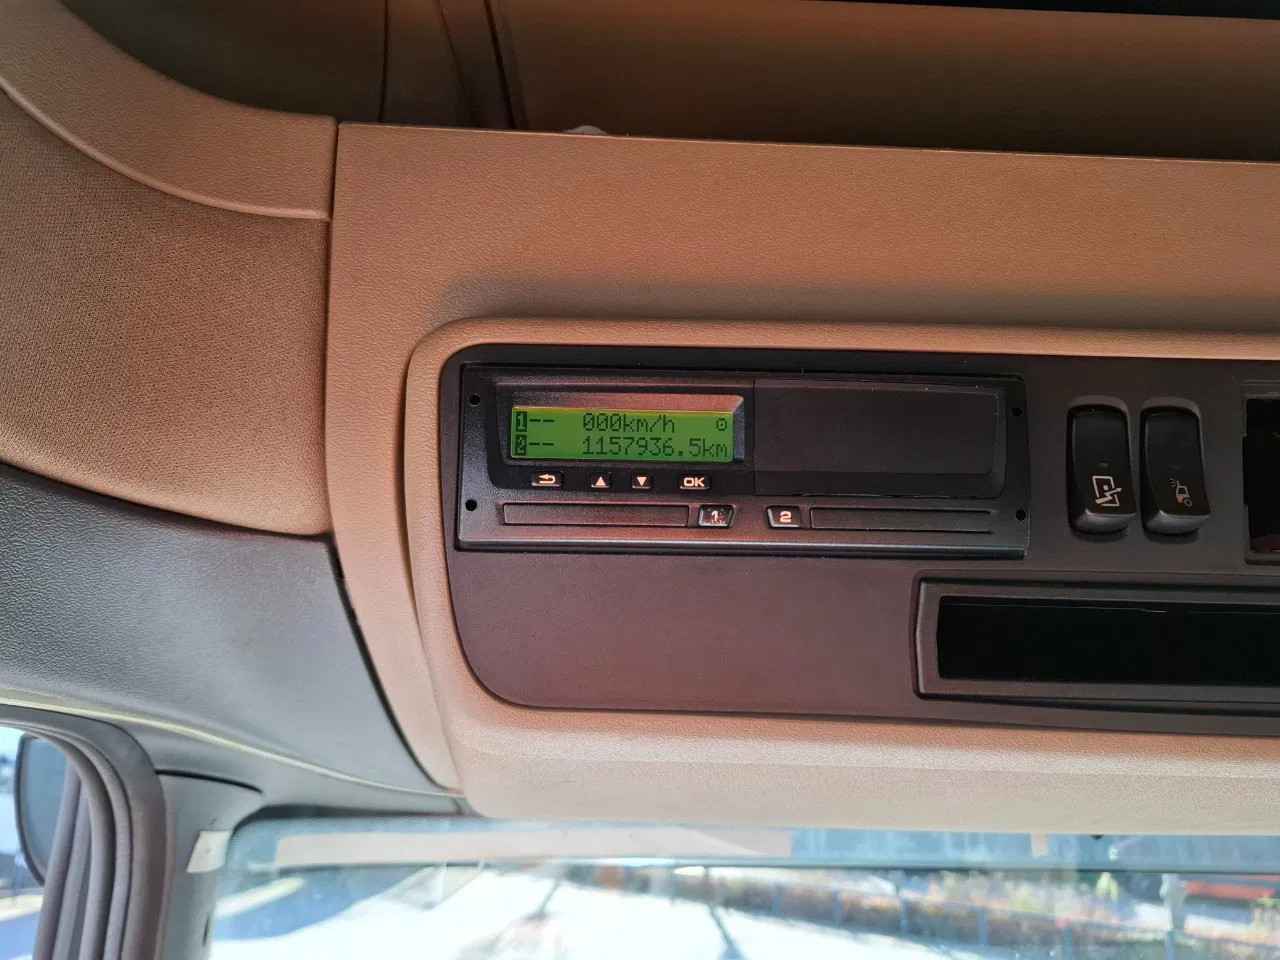 1-- 000km/h
2-- 1157936.5km
▲ ▼ OK
1 2